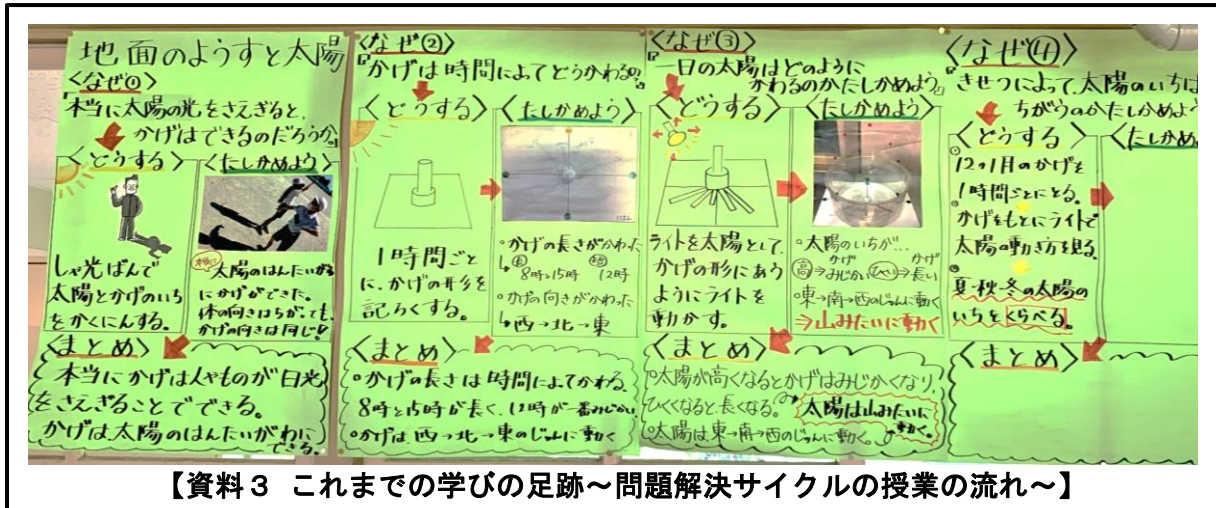 地面のようすと太陽
〈なぜ①〉
「本当に太陽の光をさえぎると、
かげはできるのだろうか。」
〈どうする〉
しゃ光ばんで
太陽とかげのいち
をかくにんする。
〈たしかめよう〉
本当に
太陽のはんたいがわ
にかげができた。
体の向きはちがっても、
かげの向きは同じ!
〈まとめ〉
本当にかげは人やものが日光
をさえぎることでできる。
かげは、太陽のはんたいがわに
できる。
〈なぜ②〉
「かげは時間によってどうかわるの?」
〈どうする〉
1時間ごと
に、かげの形を
記ろくする。
〈たしかめよう〉
・かげの長さがかわった
8時と15時
12時
・かげの向きがかわった
西→北→東
〈まとめ〉
・かげの長さは時間によってかわる。
8時と15時が長く、12時が一番みじかい
・かげは、西→北→東のじゅんに動く
〈なぜ③〉
「一日の太陽はどのように
かわるのかたしかめよう。」
〈どうする〉
ライトを太陽として、
かげの形にあう
ようにライトを
動かす。
〈たしかめよう〉
・太陽のいちが…
かげ かげ
高→みじかい ひくい→長い
・東→南→西のじゅんに動く
⇒山みたいに動く
〈まとめ〉
・太陽が高くなるとかげはみじかくなり、
ひくくなると、長くなる。
・太陽は東→南→西のじゅんに動く。
太陽は山みたいに
動く。
〈なぜ④〉
「きせつによって、太陽のいちは
ちがうのかたしかめよ
〈どうする〉
12月のかげを
1時間ごとにとる。
かげをもとにライトで
太陽の動き方を見る。
夏・秋・冬の太陽の
いちをくらべる。
〈たしかめ
〈まとめ〉
【資料3 これまでの学びの足跡~問題解決サイクルの授業の流れ~】